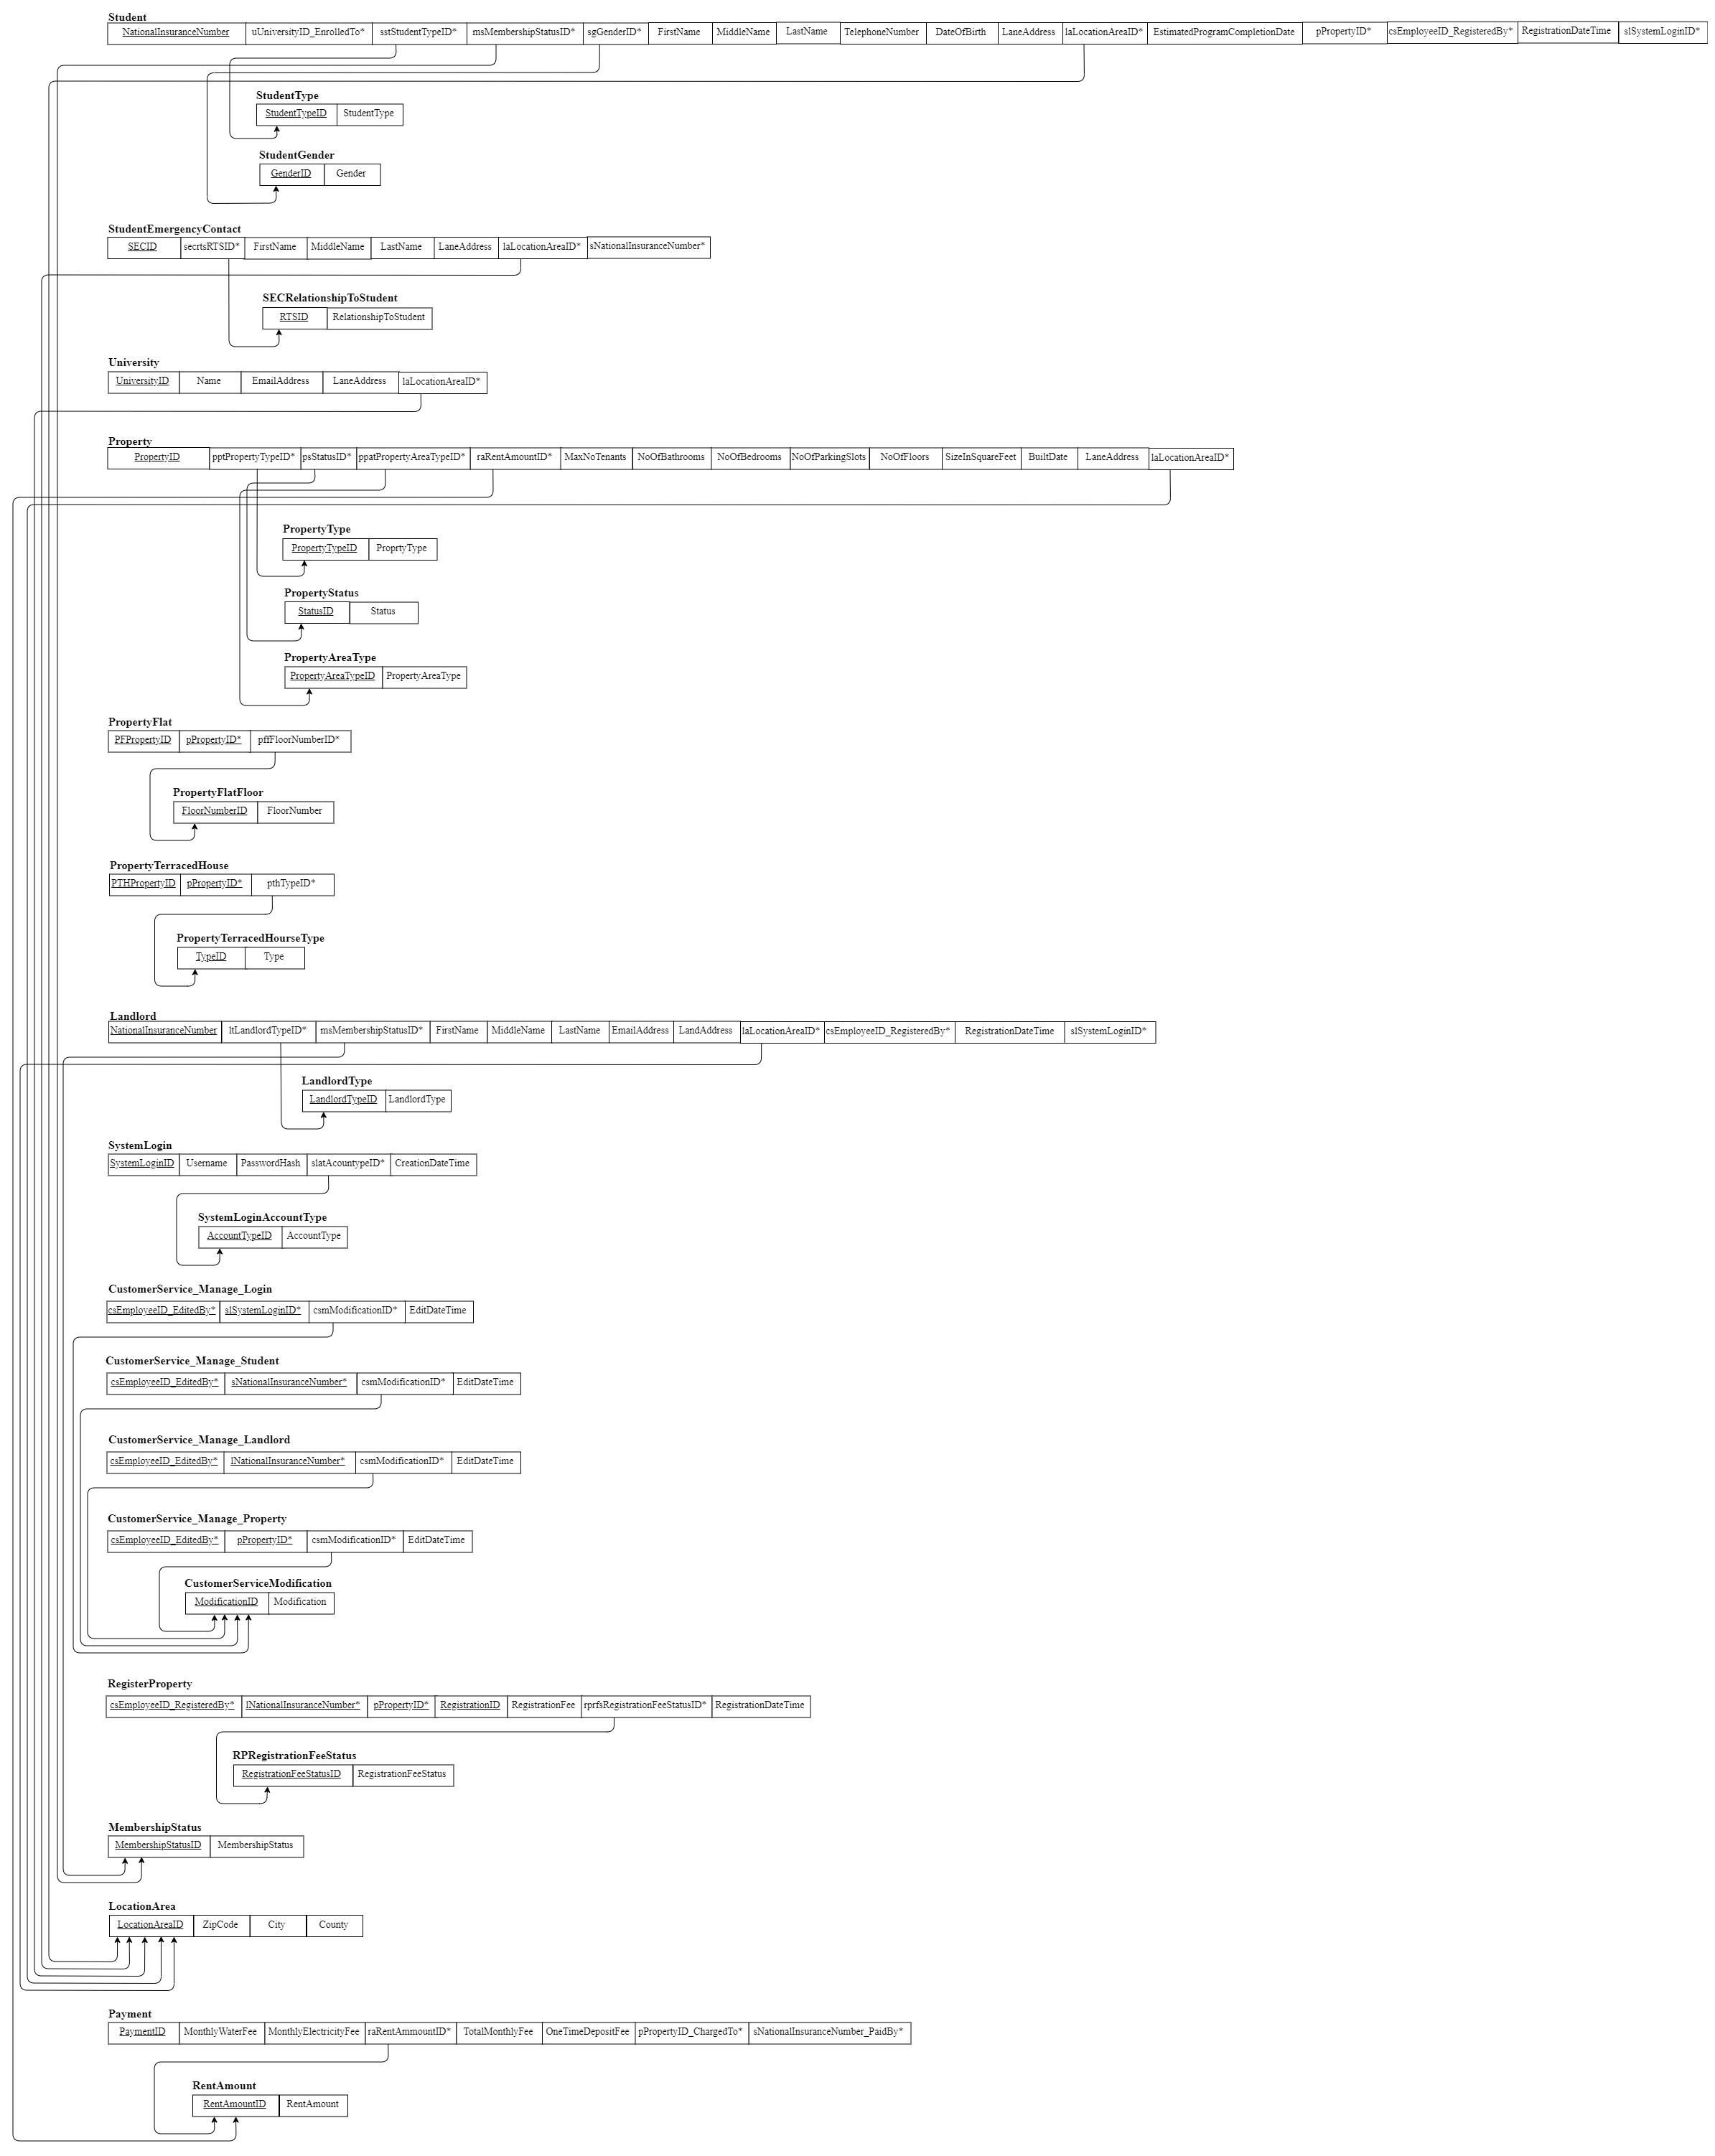 Student
NationalInsuranceNumber uUniversityID_EnrolledTo* sstStudentTypeID* msMembershipStatusID* sgGenderID* FirstName MiddleName LastName TelephoneNumber DateOfBirth LaneAddress laLocationAreaID* EstimatedProgramCompletionDate pPropertyID* csEmployeeID_RegisteredBy* RegistrationDateTime slSystemLoginID*
StudentType
StudentTypeID StudentType
StudentGender
GenderID Gender
StudentEmergencyContact
SECID secrtsRTSID* FirstName MiddleName LastName LaneAddress laLocationAreaID* sNationalInsuranceNumber*
SECRelationshipToStudent
RTSID RelationshipToStudent
University
UniversityID Name EmailAddress LaneAddress laLocationAreaID*
Property
PropertyID pptPropertyTypeID* psStatusID* ppatPropertyAreaTypeID* raRentAmountID* MaxNoTenants NoOfBathrooms NoOfBedrooms NoOfParkingSlots NoOfFloors SizeInSquareFeet BuiltDate LaneAddress laLocationAreaID*
PropertyType
PropertyTypeID ProprtyType
PropertyStatus
StatusID Status
PropertyAreaType
PropertyAreaTypeID PropertyAreaType
PropertyFlat
PFPropertyID pPropertyID* pffFloorNumberID*
PropertyFlatFloor
FloorNumberID FloorNumber
PropertyTerracedHouse
PTHPropertyID pPropertyID* pthTypeID*
PropertyTerracedHourseType
TypeID Type
Landlord
NationalInsuranceNumber ltLandlordTypeID* msMembershipStatusID* FirstName MiddleName LastName EmailAddress LandAddress laLocationAreaID* csEmployeeID_RegisteredBy* RegistrationDateTime slSystemLoginID*
LandlordType
LandlordTypeID LandlordType
SystemLogin
SystemLoginID Username PasswordHash slatAcountypeID* CreationDateTime
SystemLoginAccountType
AccountTypeID AccountType
CustomerService_Manage_Login
csEmployeeID_EditedBy* slSystemLoginID* csmModificationID* EditDateTime
CustomerService_Manage_Student
csEmployeeID_EditedBy* sNationalInsuranceNumber* csmModificationID* EditDateTime
CustomerService_Manage_Landlord
csEmployeeID_EditedBy* lNationalInsuranceNumber* csmModificationID* EditDateTime
CustomerService_Manage_Property
csEmployeeID_EditedBy* pPropertyID* csmModificationID* EditDateTime
CustomerServiceModification
ModificationID Modification
RegisterProperty
csEmployeeID_RegisteredBy* lNationalInsuranceNumber* pPropertyID* RegistrationID RegistrationFee rprfsRegistrationFeeStatusID* RegistrationDateTime
RPRegistrationFeeStatus
RegistrationFeeStatusID RegistrationFeeStatus
MembershipStatus
MembershipStatusID MembershipStatus
LocationArea
LocationAreaID ZipCode City County
Payment
PaymentID MonthlyWaterFee MonthlyElectricityFee raRentAmmountID* TotalMonthlyFee OneTimeDepositFee pPropertyID_ChargedTo* sNationalInsuranceNumber_PaidBy*
RentAmount
RentAmountID RentAmount